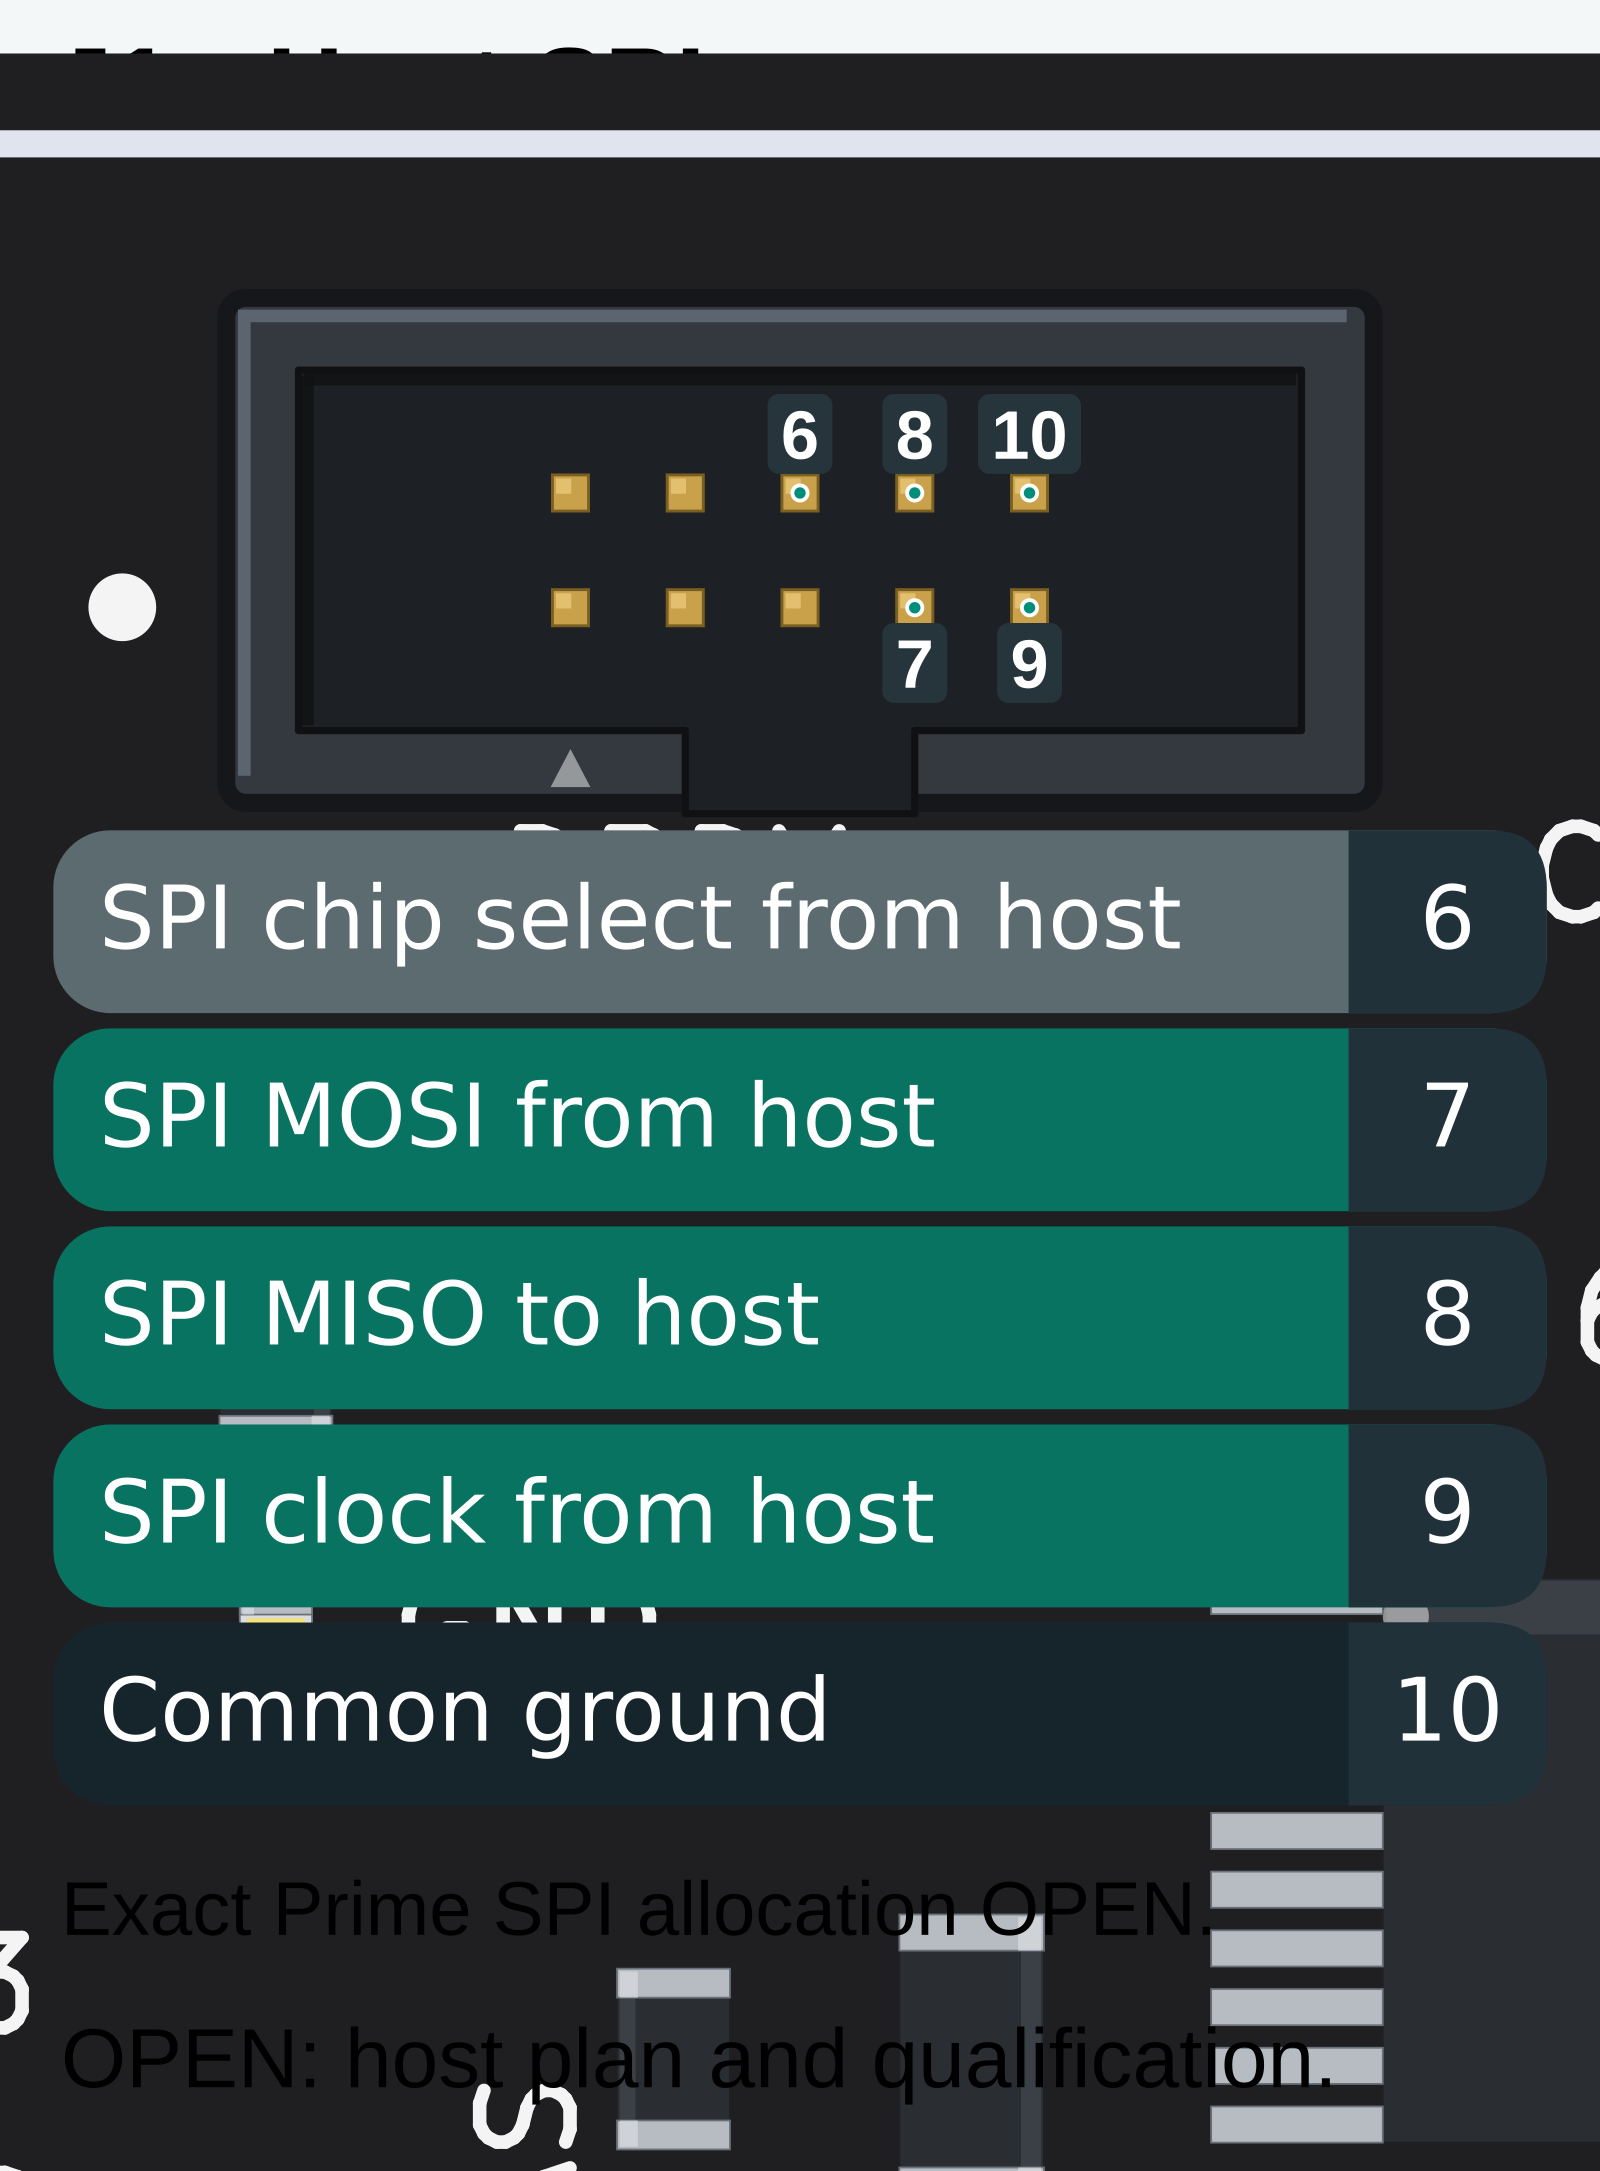 6 8 10
7 9
SPI chip select from host 6
SPI MOSI from host 7
SPI MISO to host 8
SPI clock from host 9
Common ground 10
Exact Prime SPI allocation OPEN.
OPEN: host plan and qualification.